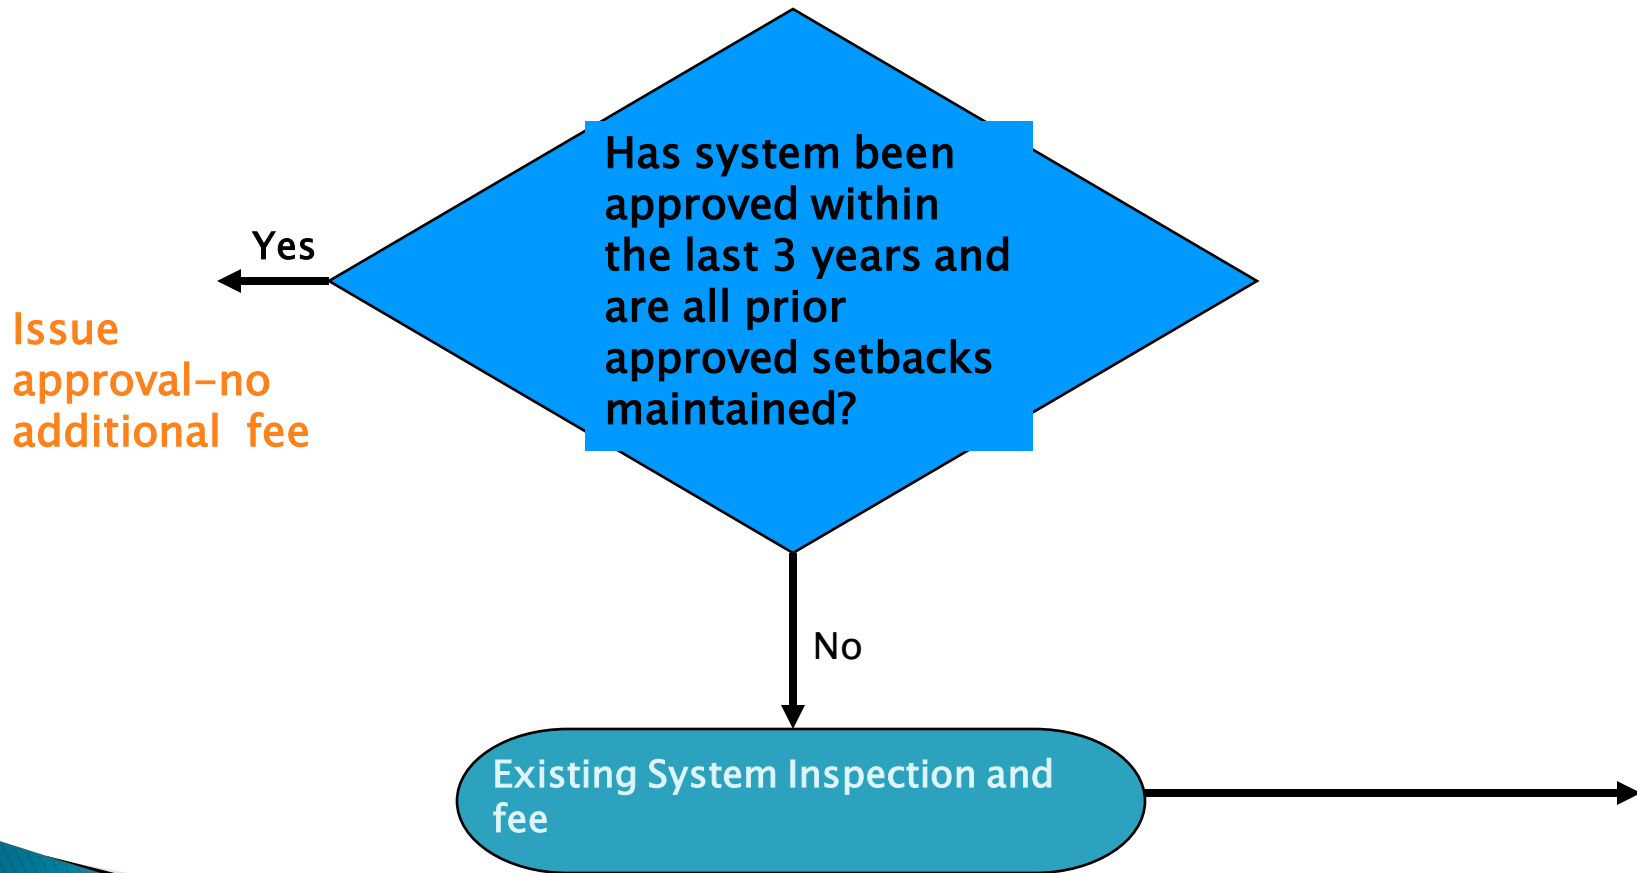 Has system been
approved within
the last 3 years and
are all prior
approved setbacks
maintained?
Yes
Issue
approval–no
additional  fee
No
Existing System Inspection and
fee